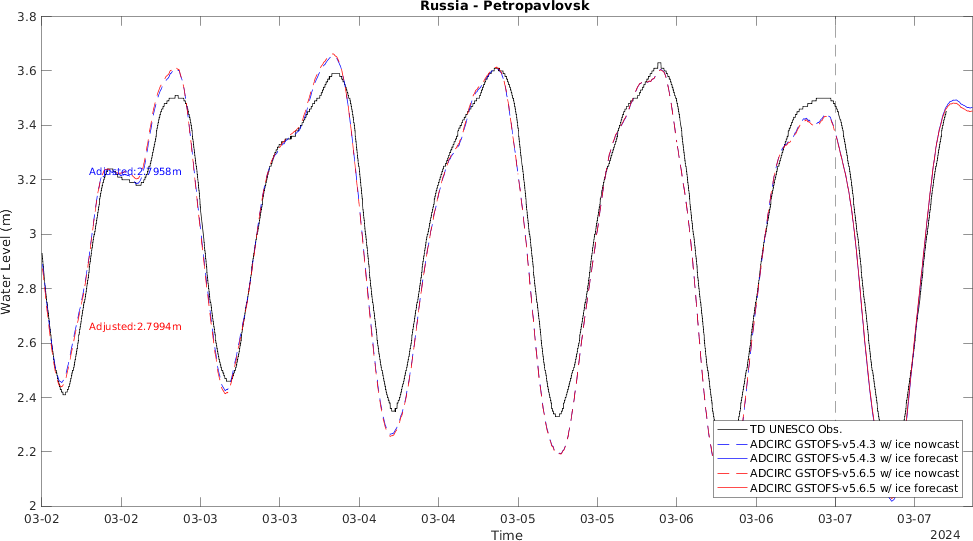 Russia - Petropavlovsk
3.8
3.6
3.4
3.2
3
2.8
2.6
2.4
2.2
2
Water Level (m)
Adjusted:2.7958m
Adjusted:2.7994m
TD UNESCO Obs.
ADCIRC GSTOFS-v5.4.3 w/ ice nowcast
ADCIRC GSTOFS-v5.4.3 w/ ice forecast
ADCIRC GSTOFS-v5.6.5 w/ ice nowcast
ADCIRC GSTOFS-v5.6.5 w/ ice forecast
03-02 03-02 03-03 03-03 03-04 03-04 03-05 03-05 03-06 03-06 03-07 03-07
Time
2024